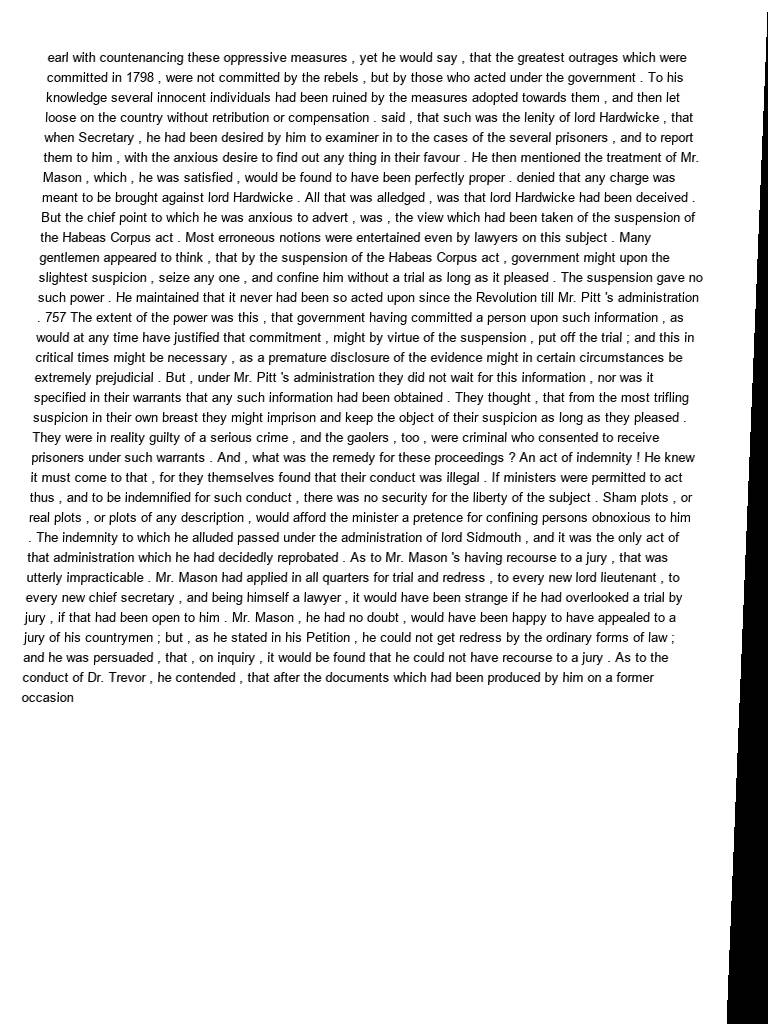 earl with countenancing these oppressive measures , yet he would say , that the greatest outrages which were
committed in 1798 , were not committed by the rebels , but by those who acted under the government . To his
knowledge several innocent individuals had been ruined by the measures adopted towards them , and then let
loose on the country without retribution or compensation . said , that such was the lenity of lord Hardwicke , that
when Secretary , he had been desired by him to examiner in to the cases of the several prisoners , and to report
them to him , with the anxious desire to find out any thing in their favour . He then mentioned the treatment of Mr.
Mason , which , he was satisfied , would be found to have been perfectly proper . denied that any charge was
meant to be brought against lord Hardwicke . All that was alledged , was that lord Hardwicke had been deceived .
But the chief point to which he was anxious to advert , was , the view which had been taken of the suspension of
the Habeas Corpus act . Most erroneous notions were entertained even by lawyers on this subject . Many
gentlemen appeared to think , that by the suspension of the Habeas Corpus act , government might upon the
slightest suspicion , seize any one , and confine him without a trial as long as it pleased . The suspension gave no
such power . He maintained that it never had been so acted upon since the Revolution till Mr. Pitt 's administration
. 757 The extent of the power was this , that government having committed a person upon such information , as
would at any time have justified that commitment , might by virtue of the suspension , put off the trial ; and this in
critical times might be necessary , as a premature disclosure of the evidence might in certain circumstances be
extremely prejudicial . But , under Mr. Pitt 's administration they did not wait for this information , nor was it
specified in their warrants that any such information had been obtained . They thought , that from the most trifling
suspicion in their own breast they might imprison and keep the object of their suspicion as long as they pleased .
They were in reality guilty of a serious crime , and the gaolers , too , were criminal who consented to receive
prisoners under such warrants . And , what was the remedy for these proceedings ? An act of indemnity ! He knew
it must come to that , for they themselves found that their conduct was illegal . If ministers were permitted to act
thus , and to be indemnified for such conduct , there was no security for the liberty of the subject . Sham plots , or
real plots , or plots of any description , would afford the minister a pretence for confining persons obnoxious to him
. The indemnity to which he alluded passed under the administration of lord Sidmouth , and it was the only act of
that administration which he had decidedly reprobated . As to Mr. Mason 's having recourse to a jury , that was
utterly impracticable . Mr. Mason had applied in all quarters for trial and redress , to every new lord lieutenant , to
every new chief secretary , and being himself a lawyer , it would have been strange if he had overlooked a trial by
jury , if that had been open to him . Mr. Mason , he had no doubt , would have been happy to have appealed to a
jury of his countrymen ; but , as he stated in his Petition , he could not get redress by the ordinary forms of law ;
and he was persuaded , that , on inquiry , it would be found that he could not have recourse to a jury . As to the
conduct of Dr. Trevor , he contended , that after the documents which had been produced by him on a former
occasion